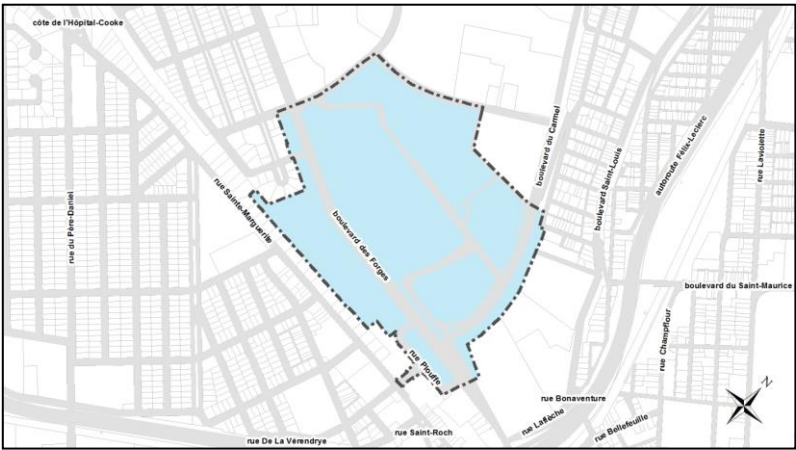 côte de l'Hôpital-Cooke
boulevard du Carmel
autoroute Félix-Leclerc
rue Laviolette
boulevard Saint-Louis
rue du Père-Daniel
rue Sainte-Marguerite
boulevard des Forges
boulevard du Saint-Maurice
rue Champflour
rue Plouffe
N
rue Bonaventure
rue Laflèche
rue Bellefeuille
rue Saint-Roch
rue De La Vérendrye